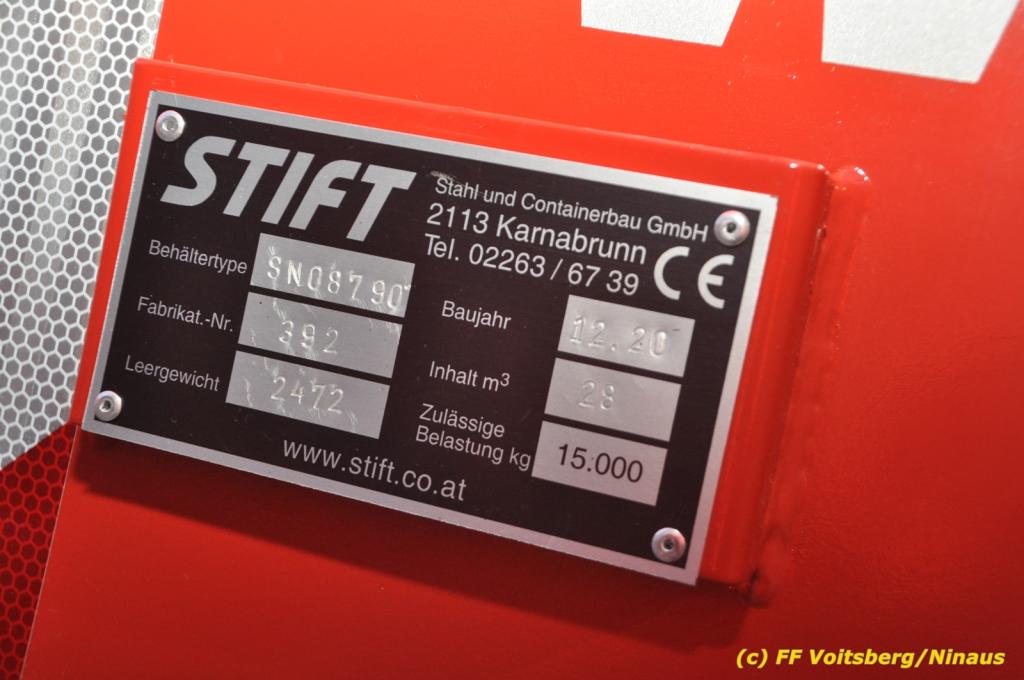 STIFT
Stahl und Containerbau GmbH
2113 Karnabrunn
Tel. 02263 / 67 39
CE
Behältertype SN08790
Fabrikat.-Nr. 392
Leergewicht 2472
Baujahr 12.20
Inhalt m³ 28
Zulässige
Belastung kg 15.000
www.stift.co.at
(c) FF Voitsberg/Ninaus